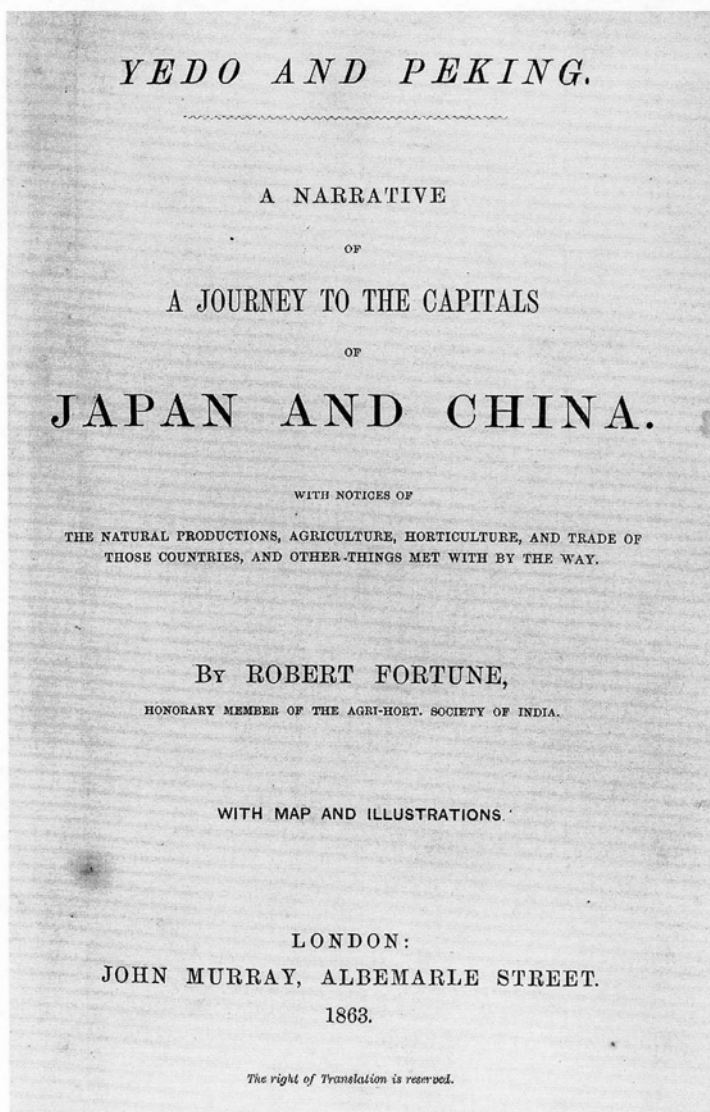 YEDO AND PEKING.
A NARRATIVE
OF
A JOURNEY TO THE CAPITALS
OF
JAPAN AND CHINA.
WITH NOTICES OF
THE NATURAL PRODUCTIONS, AGRICULTURE, HORTICULTURE, AND TRADE OF
THOSE COUNTRIES, AND OTHER THINGS MET WITH BY THE WAY.
BY ROBERT FORTUNE,
HONORARY MEMBER OF THE AGRI-HORT. SOCIETY OF INDIA.
WITH MAP AND ILLUSTRATIONS.
LONDON:
JOHN MURRAY, ALBEMARLE STREET.
1863.
The right of Translation is reserved.